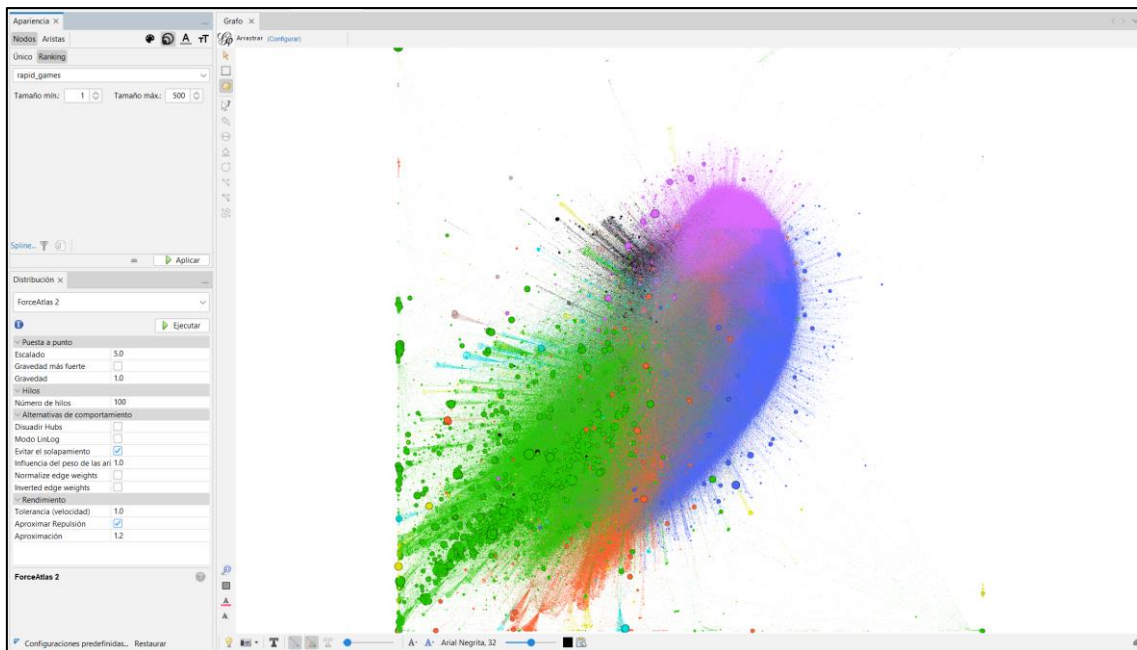 Apariencia
Nodos Aristas
Único Ranking
rapid_games
Tamaño mín.: 1 Tamaño máx.: 500
Spline...
Aplicar
Distribución
ForceAtlas 2
Ejecutar
Puesta a punto
Escalado 5.0
Gravedad más fuerte
Gravedad 1.0
Hilos
Número de hilos 100
Alternativas de comportamiento
Disuadir Hubs
Modo LinLog
Evitar el solapamiento
Influencia del peso de las ari 1.0
Normalize edge weights
Inverted edge weights
Rendimiento
Tolerancia (velocidad) 1.0
Aproximar Repulsión
Aproximación 1.2
ForceAtlas 2
Configuraciones predefinidas... Restaurar
Grafo
Arrastrar (Configurar)
Arial Negrita, 32